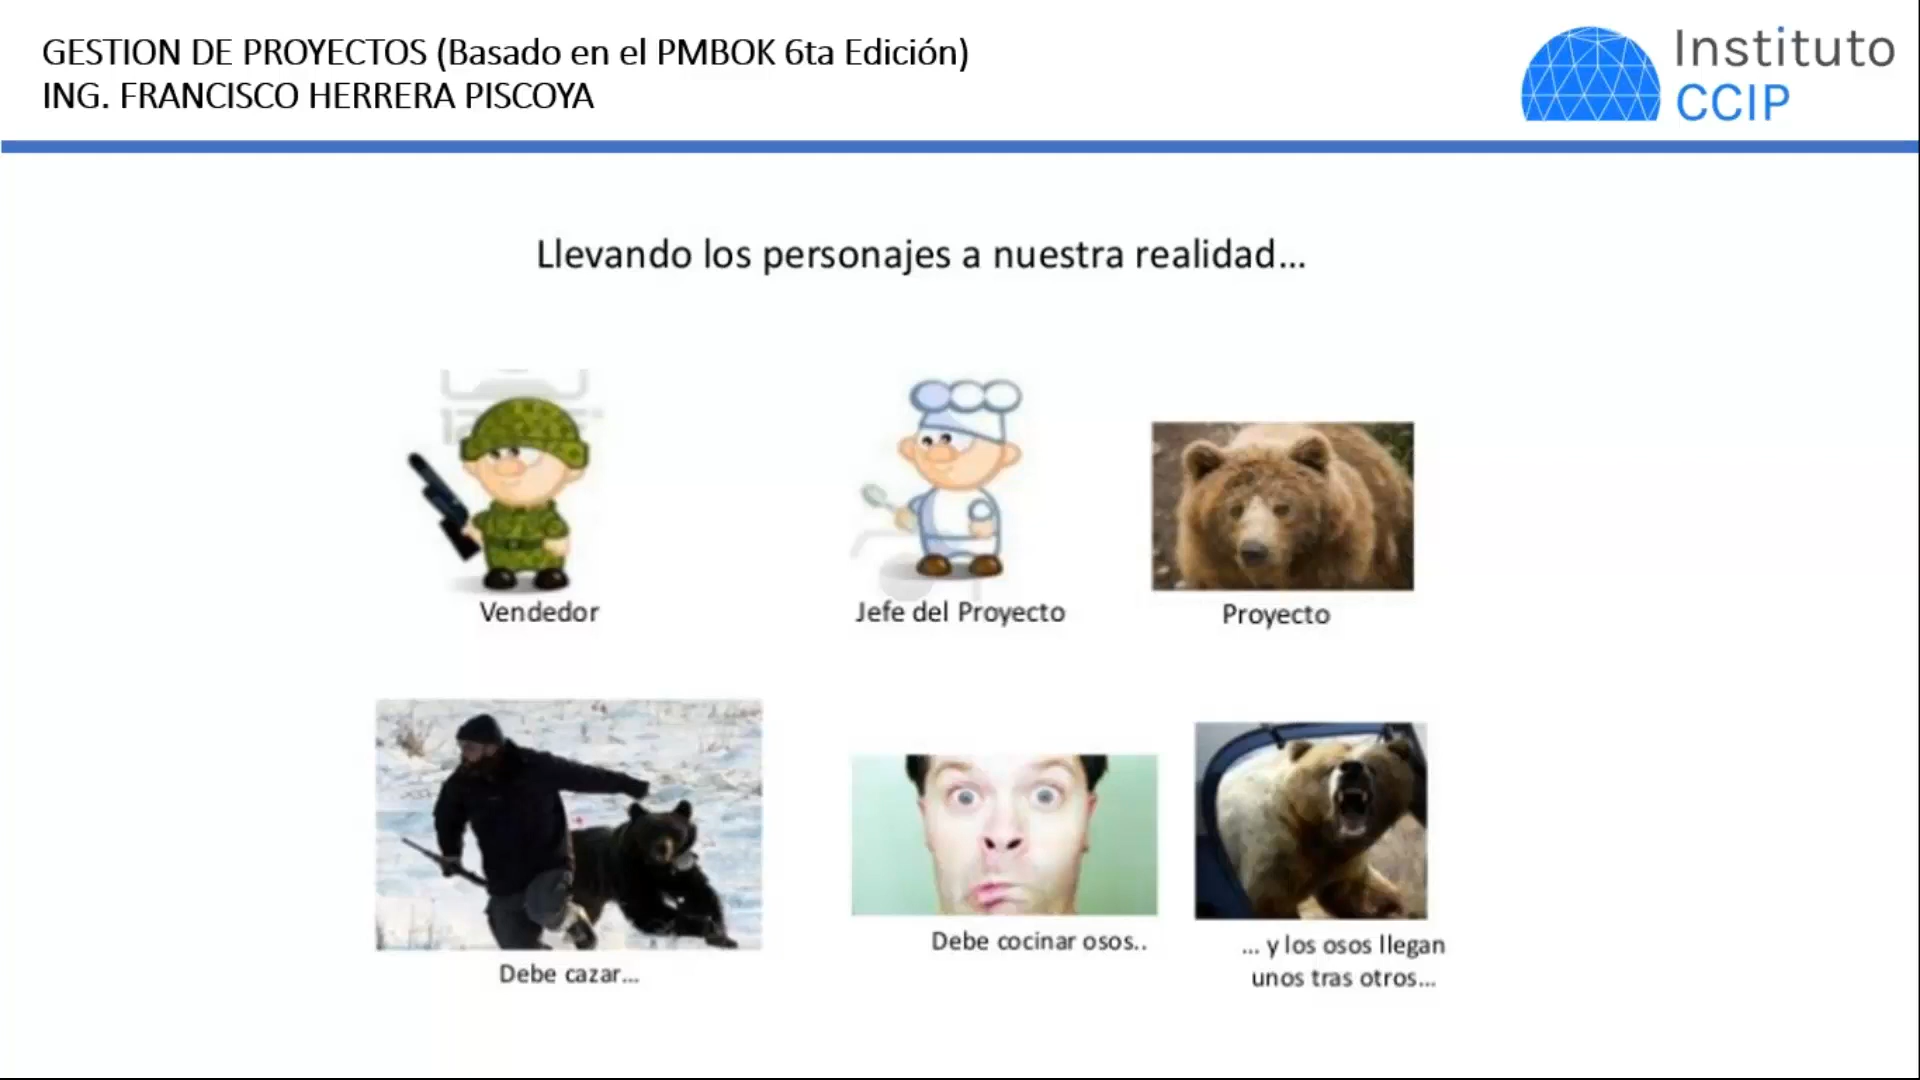 GESTION DE PROYECTOS (Basado en el PMBOK 6ta Edición)
ING. FRANCISCO HERRERA PISCOYA
Instituto
CCIP
Llevando los personajes a nuestra realidad...
Vendedor
Jefe del Proyecto
Proyecto
Debe cazar...
Debe cocinar osos..
... y los osos llegan
unos tras otros...